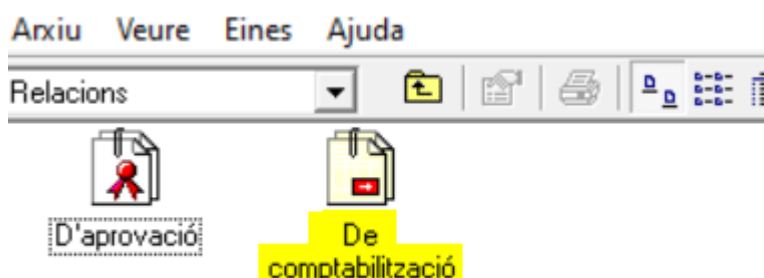 Arxiu Veure Eines Ajuda
Relacions
D'aprovació De
comptabilització